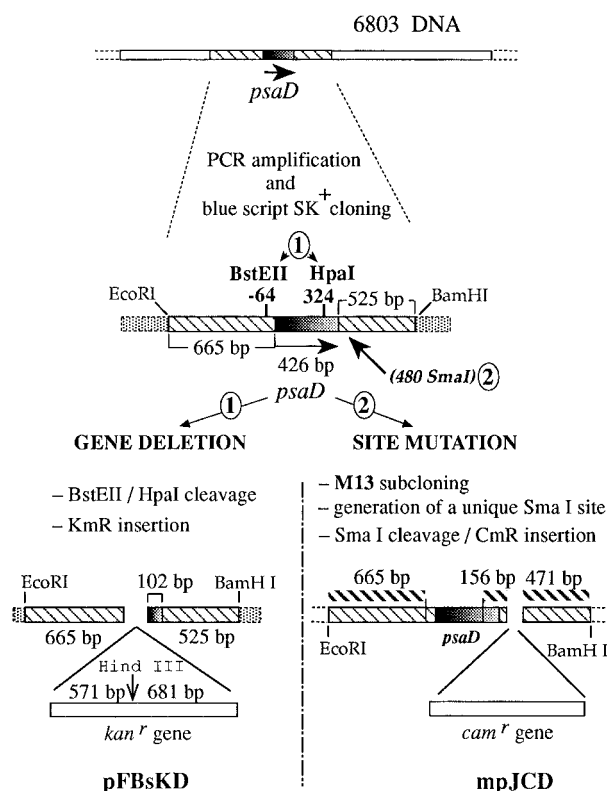 6803 DNA
psaD
PCR amplification
and
blue script SK+cloning
1
BstEII HpaI
EcoRI -64 324 525 bp BamHI
665 bp 426 bp (480 SmaI) 2
psaD
1 2
GENE DELETION SITE MUTATION
– BstEII / HpaI cleavage
– KmR insertion
– M13 subcloning
– generation of a unique Sma I site
– Sma I cleavage / CmR insertion
EcoRI 102 bp BamH I
665 bp 525 bp
Hind III
571 bp 681 bp
kan r gene
pFBsKD
665 bp 156 bp 471 bp
psaD
EcoRI BamH I
cam r gene
mpJCD